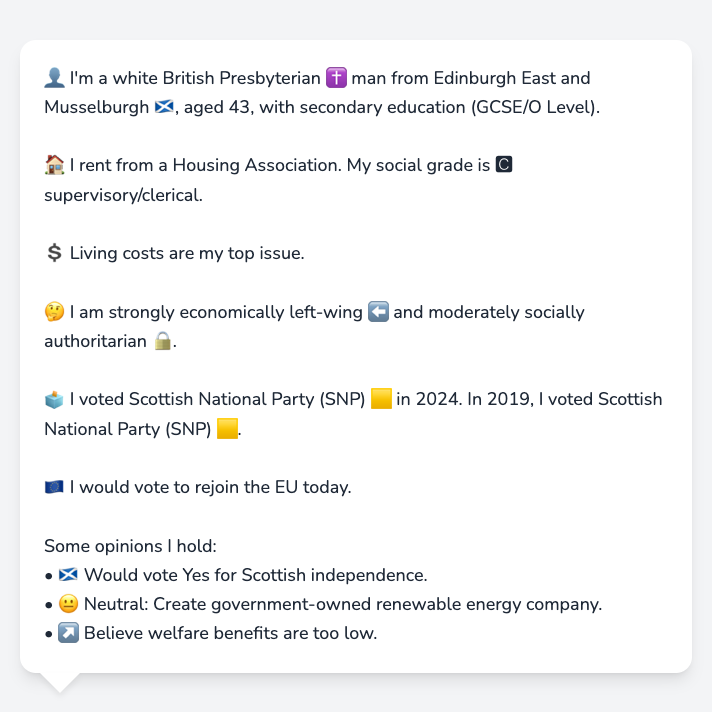 👤 I'm a white British Presbyterian ✝️ man from Edinburgh East and
Musselburgh 🏴󠁧󠁢󠁳󠁣󠁴󠁿, aged 43, with secondary education (GCSE/O Level).
🏠 I rent from a Housing Association. My social grade is 🅲
supervisory/clerical.
💲 Living costs are my top issue.
🤔 I am strongly economically left-wing ⬅️ and moderately socially
authoritarian 🔒.
🗳️ I voted Scottish National Party (SNP) 🟨 in 2024. In 2019, I voted Scottish
National Party (SNP) 🟨.
🇪🇺 I would vote to rejoin the EU today.
Some opinions I hold:
• 🏴󠁧󠁢󠁳󠁣󠁴󠁿 Would vote Yes for Scottish independence.
• 😐 Neutral: Create government-owned renewable energy company.
• ↗️ Believe welfare benefits are too low.